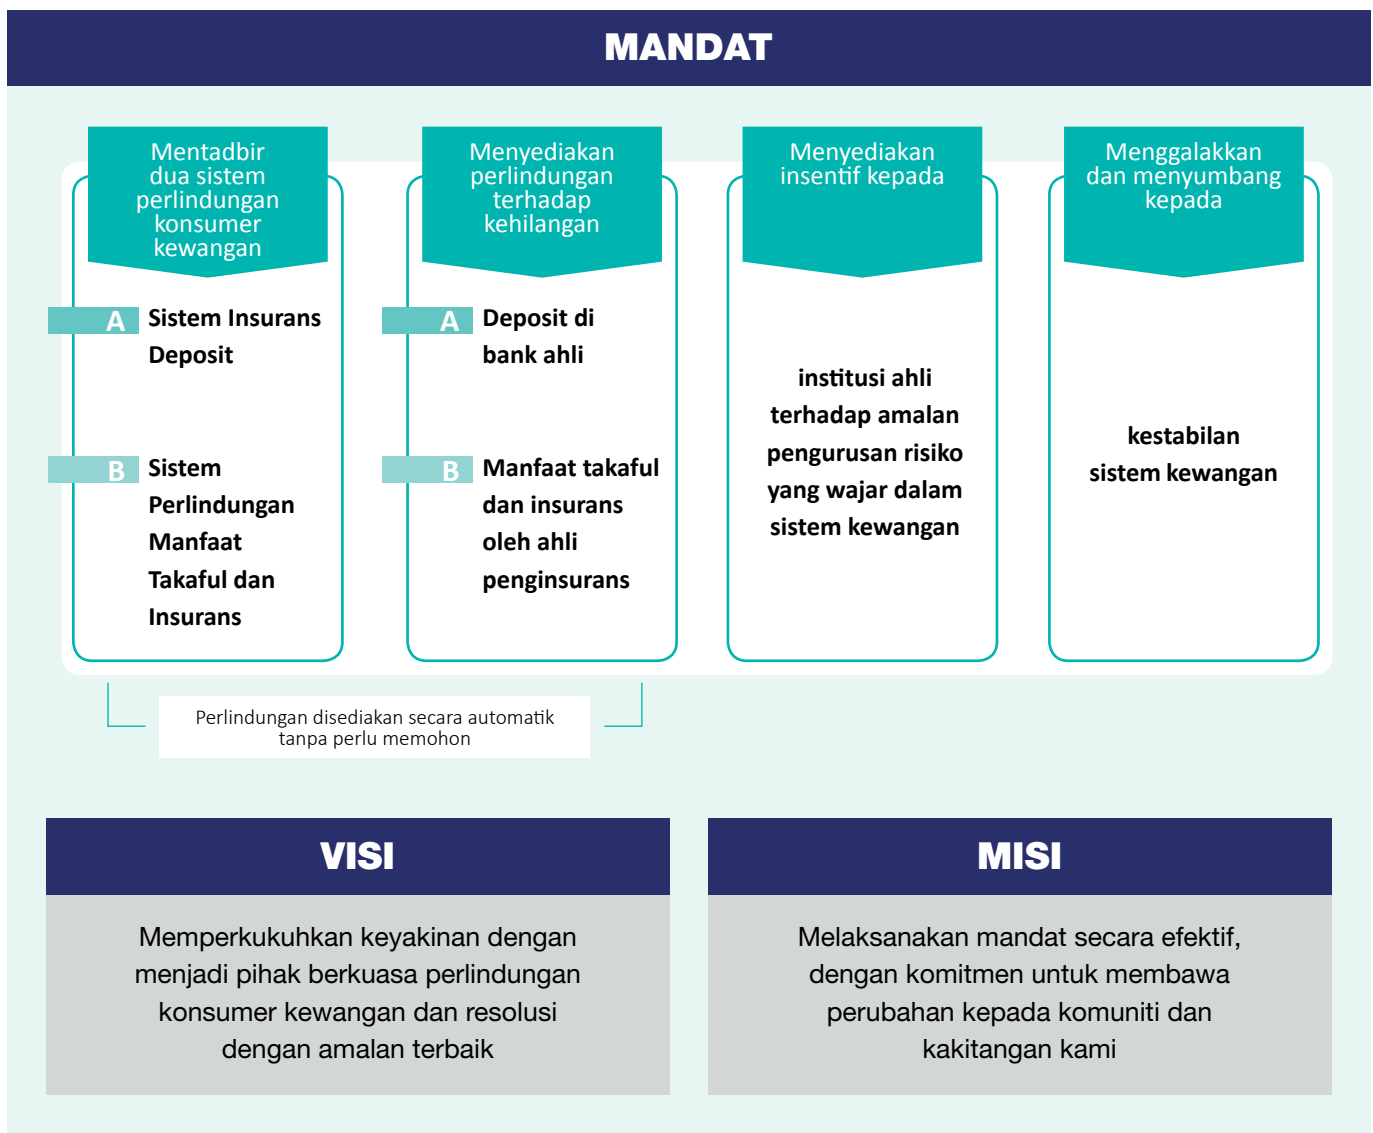 MANDAT
Mentadbir
dua sistem
perlindungan
konsumer
kewangan
A Sistem Insurans
Deposit
B Sistem
Perlindungan
Manfaat
Takaful dan
Insurans
Menyediakan
perlindungan
terhadap
kehilangan
A Deposit di
bank ahli
B Manfaat takaful
dan insurans
oleh ahli
penginsurans
Menyediakan
insentif kepada
institusi ahli
terhadap amalan
pengurusan risiko
yang wajar dalam
sistem kewangan
Menggalakkan
dan menyumbang
kepada
kestabilan
sistem kewangan
Perlindungan disediakan secara automatik
tanpa perlu memohon
VISI
Memperkukuhkan keyakinan dengan
menjadi pihak berkuasa perlindungan
konsumer kewangan dan resolusi
dengan amalan terbaik
MISI
Melaksanakan mandat secara efektif,
dengan komitmen untuk membawa
perubahan kepada komuniti dan
kakitangan kami